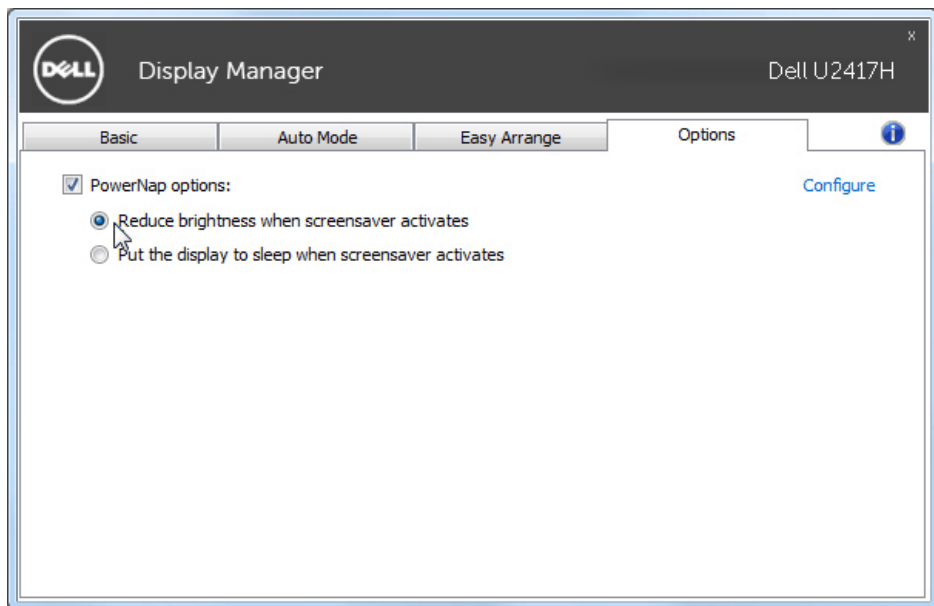 x
DELL
Display Manager
Dell U2417H
Basic
Auto Mode
Easy Arrange
Options
i
PowerNap options:
Configure
Reduce brightness when screensaver activates
Put the display to sleep when screensaver activates